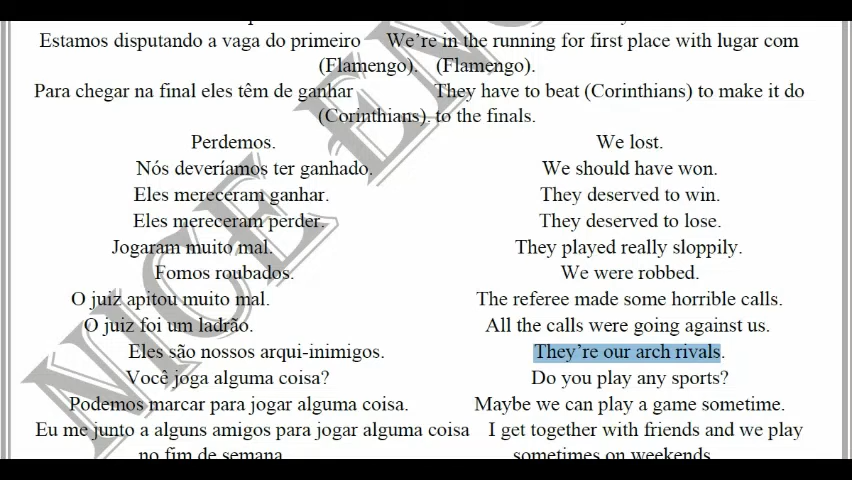 Estamos disputando a vaga do primeiro We're in the running for first place with lugar com
(Flamengo). (Flamengo).
Para chegar na final eles têm de ganhar They have to beat (Corinthians) to make it do
(Corinthians). to the finals.
Perdemos. We lost.
Nós deveríamos ter ganhado. We should have won.
Eles mereceram ganhar. They deserved to win.
Eles mereceram perder. They deserved to lose.
Jogaram muito mal. They played really sloppily.
Fomos roubados. We were robbed.
O juiz apitou muito mal. The referee made some horrible calls.
O juiz foi um ladrão. All the calls were going against us.
Eles são nossos arqui-inimigos. They're our arch rivals.
Você joga alguma coisa? Do you play any sports?
Podemos marcar para jogar alguma coisa. Maybe we can play a game sometime.
Eu me junto a alguns amigos para jogar alguma coisa I get together with friends and we play
no fim de semana sometimes on weekends
NICE EN